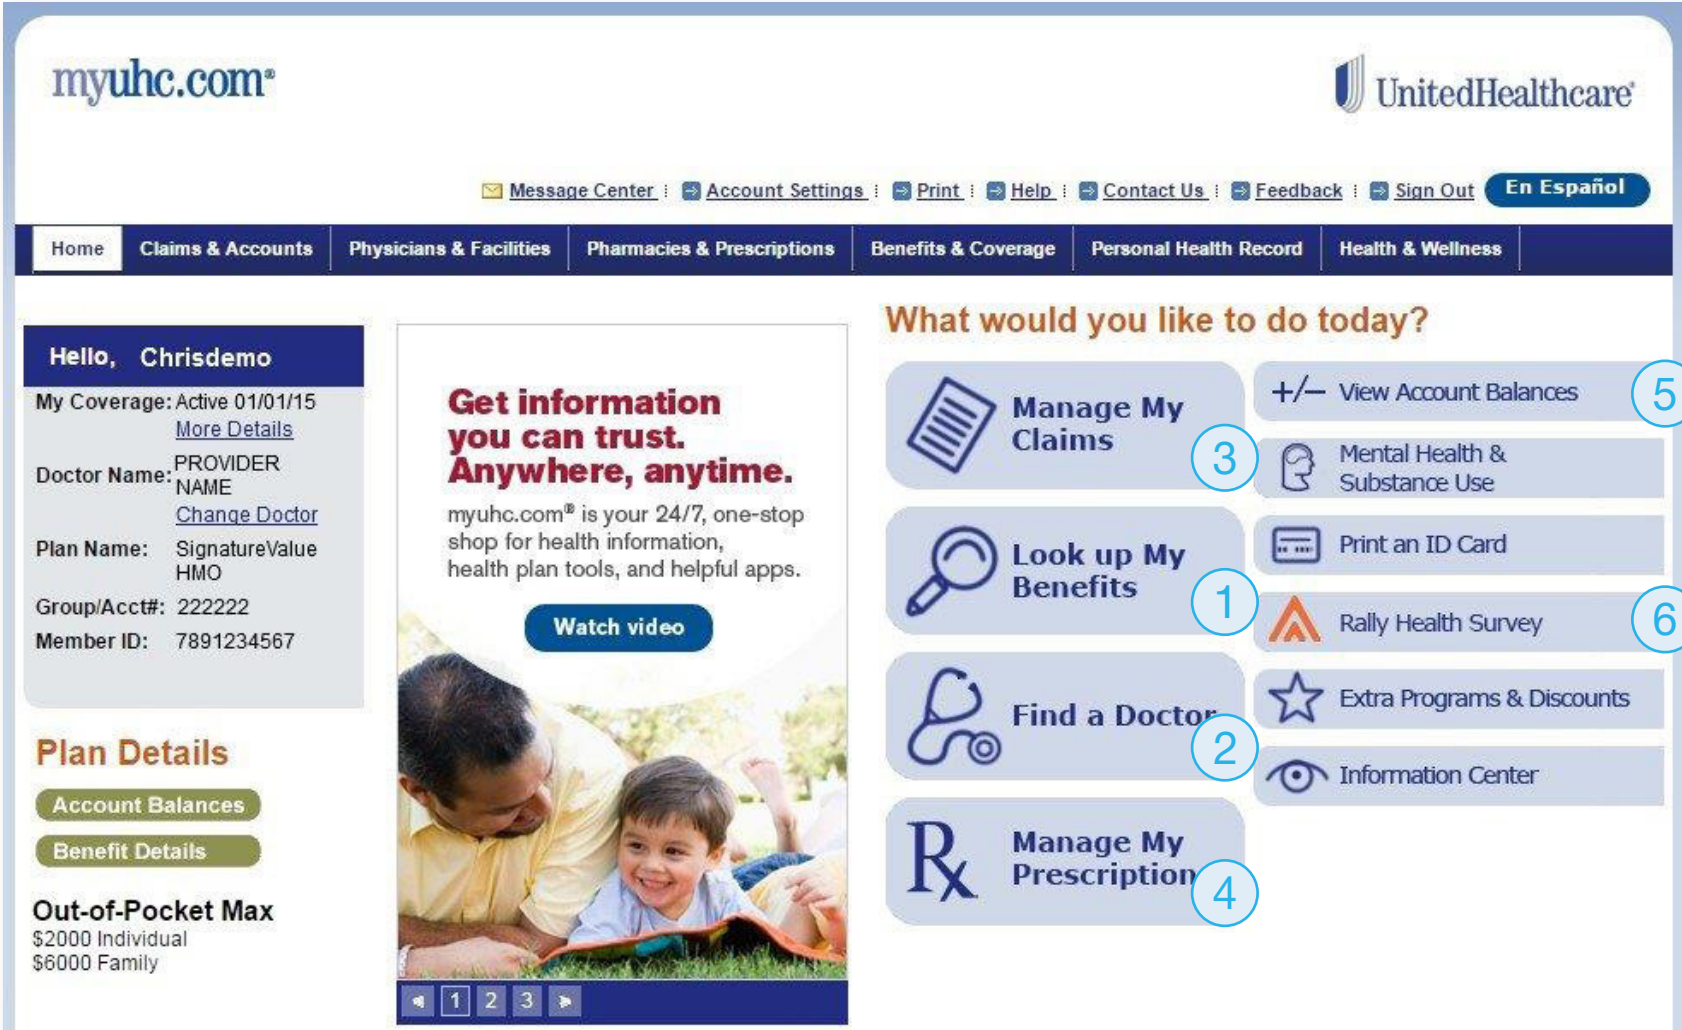 myuhc.com®
UnitedHealthcare®
Message Center
Account Settings
Print
Help
Contact Us
Feedback
Sign Out
En Español
Home
Claims & Accounts
Physicians & Facilities
Pharmacies & Prescriptions
Benefits & Coverage
Personal Health Record
Health & Wellness
Hello, Chrisdemo
My Coverage: Active 01/01/15
More Details
Doctor Name: PROVIDER
NAME
Change Doctor
Plan Name: SignatureValue
HMO
Group/Acct#: 222222
Member ID: 7891234567
Plan Details
Account Balances
Benefit Details
Out-of-Pocket Max
$2000 Individual
$6000 Family
Get information
you can trust.
Anywhere, anytime.
myuhc.com® is your 24/7, one-stop
shop for health information,
health plan tools, and helpful apps.
Watch video
1 2 3
What would you like to do today?
Manage My
Claims
3
Look up My
Benefits
1
Find a Doctor
2
Rx
Manage My
Prescription
4
+/− View Account Balances
5
Mental Health &
Substance Use
Print an ID Card
Rally Health Survey
6
Extra Programs & Discounts
Information Center